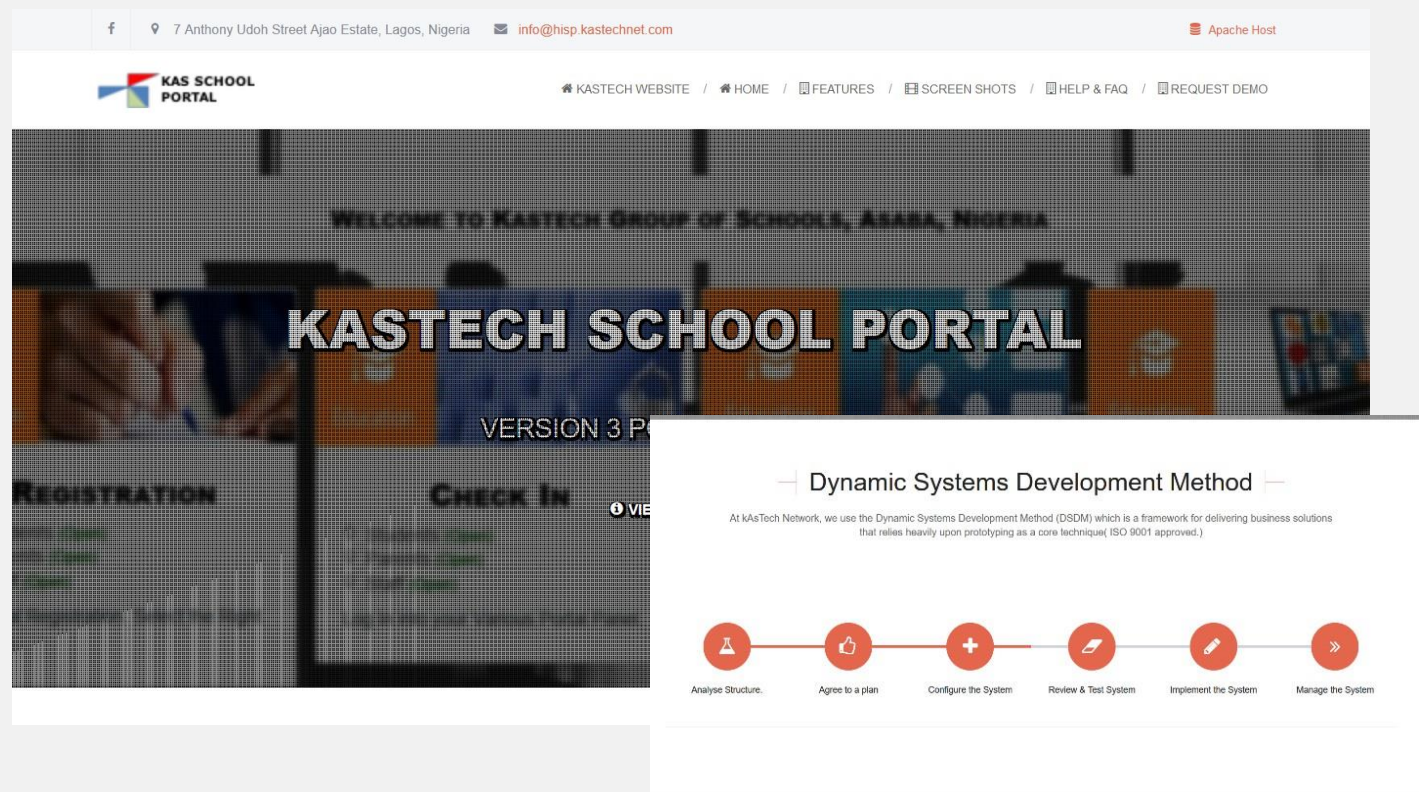 7 Anthony Udoh Street Ajao Estate, Lagos, Nigeria info@hisp.kastechnet.com Apache Host
KAS SCHOOL
PORTAL
KASTECH WEBSITE / HOME / FEATURES / SCREEN SHOTS / HELP & FAQ / REQUEST DEMO
Welcome to Kastech Group of Schools, Asaba, Nigeria
KASTECH SCHOOL PORTAL
VERSION 3
Registration
Check In
Dynamic Systems Development Method
At kAsTech Network, we use the Dynamic Systems Development Method (DSDM) which is a framework for delivering business solutions
that relies heavily upon prototyping as a core technique( ISO 9001 approved.)
Analyse Structure. Agree to a plan Configure the System Review & Test System Implement the System Manage the System